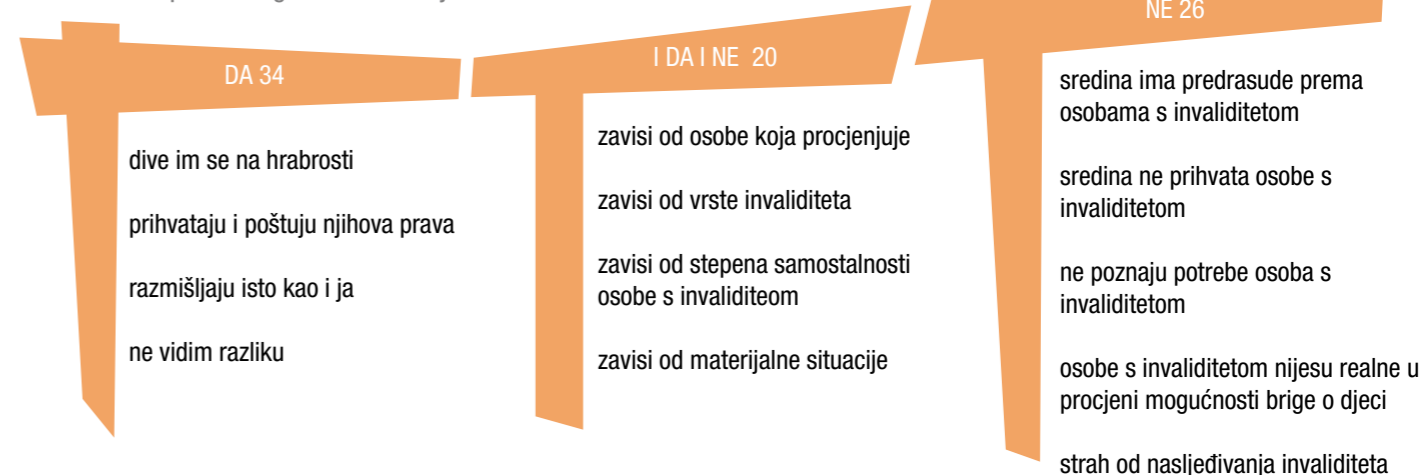 DA 34
dive im se na hrabrosti
prihvataju i poštuju njihova prava
razmišljaju isto kao i ja
ne vidim razliku
I DA I NE 20
zavisi od osobe koja procjenjuje
zavisi od vrste invaliditeta
zavisi od stepena samostalnosti
osobe s invaliditeom
zavisi od materijalne situacije
NE 26
sredina ima predrasude prema
osobama s invaliditetom
sredina ne prihvata osobe s
invaliditetom
ne poznaju potrebe osoba s
invaliditetom
osobe s invaliditetom nijesu realne u
procjeni mogućnosti brige o djeci
strah od nasljeđivanja invaliditeta